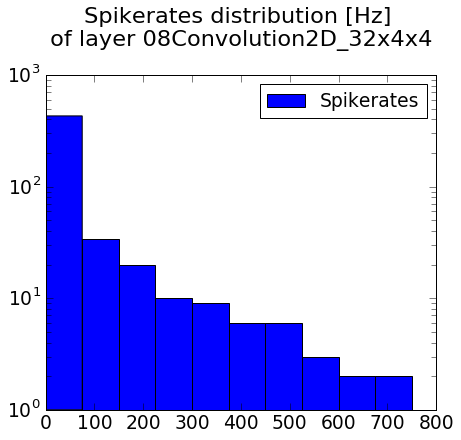 Spikerates distribution [Hz]
of layer 08Convolution2D_32x4x4
Spikerates
10³
10²
10¹
10⁰
0 100 200 300 400 500 600 700 800